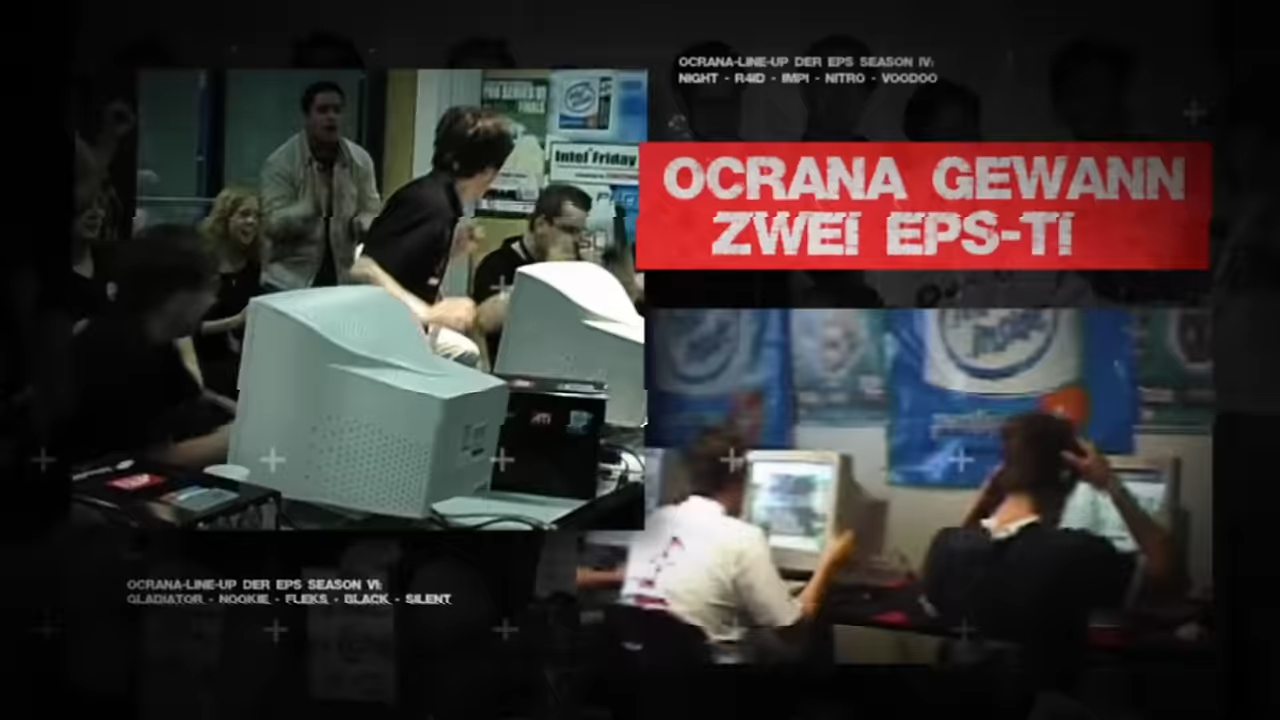 OCRANA-LINE-UP DER EPS SEASON IV:
NIGHT - R4ID - IMPI - NITRO - VOODOO
OCRANA GEWANN
ZWEI EPS-TI
Intel Friday
ATI
OCRANA-LINE-UP DER EPS SEASON VI:
GLADIATOR - NOOKIE - FLEKS - BLACK - SILENT